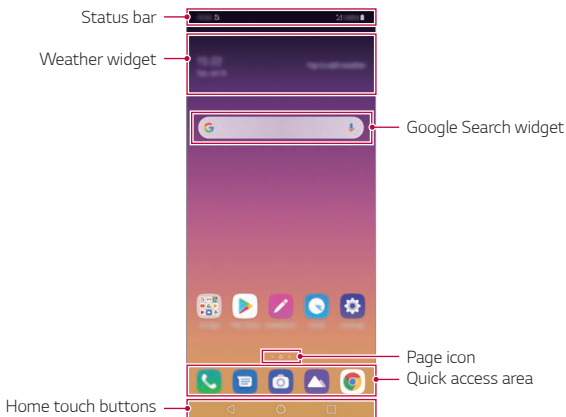 Status bar
Weather widget
Google Search widget
Page icon
Quick access area
Home touch buttons